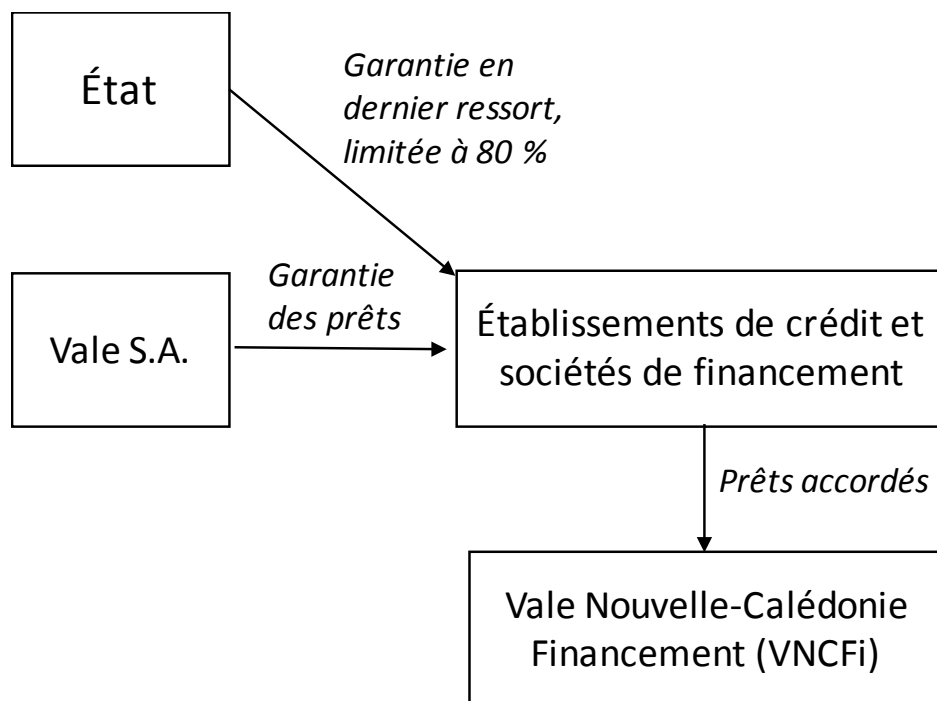 État
Garantie en
dernier ressort,
limitée à 80 %
Vale S.A.
Garantie
des prêts
Établissements de crédit et
sociétés de financement
Prêts accordés
Vale Nouvelle-Calédonie
Financement (VNCFi)